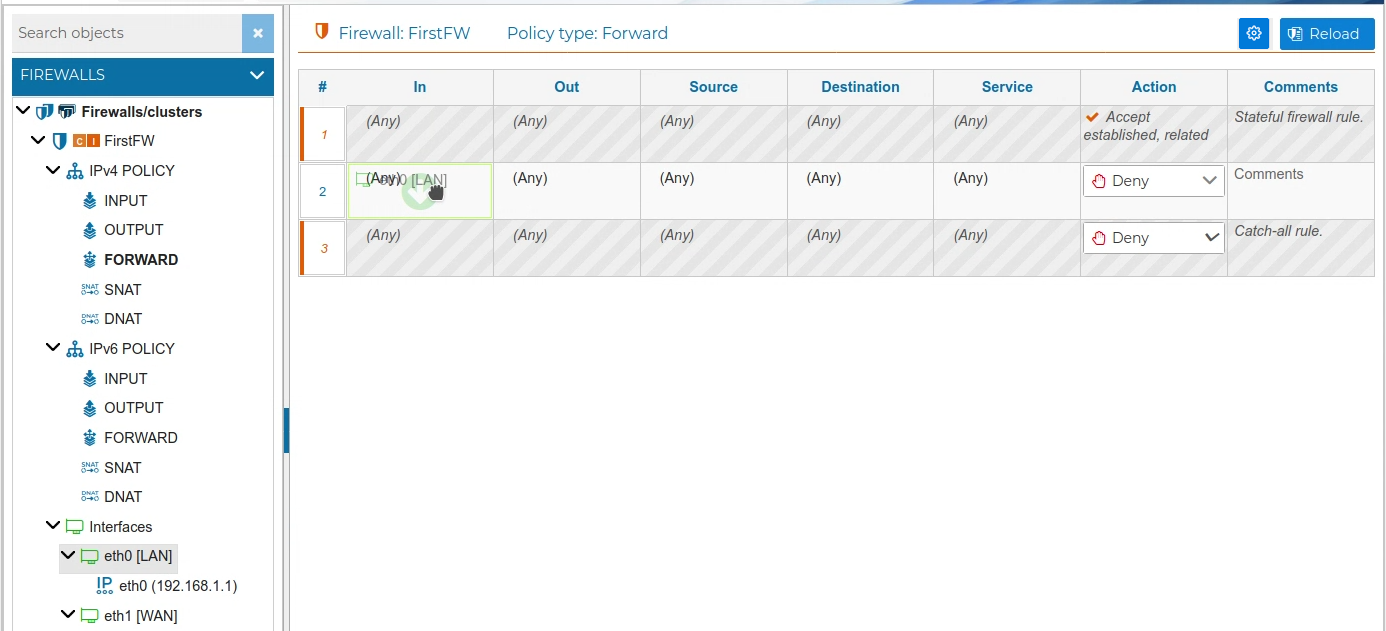 Search objects
×
FIREWALLS
Firewalls/clusters
C I FirstFW
IPv4 POLICY
INPUT
OUTPUT
FORWARD
SNAT SNAT
DNAT DNAT
IPv6 POLICY
INPUT
OUTPUT
FORWARD
SNAT SNAT
DNAT DNAT
Interfaces
eth0 [LAN]
IP eth0 (192.168.1.1)
eth1 [WAN]
Firewall: FirstFW Policy type: Forward
Reload
# In Out Source Destination Service Action Comments
1 (Any) (Any) (Any) (Any) (Any) Accept
established, related
Stateful firewall rule.
2 (Any) eth0 [LAN] (Any) (Any) (Any) (Any) Deny Comments
3 (Any) (Any) (Any) (Any) (Any) Deny Catch-all rule.